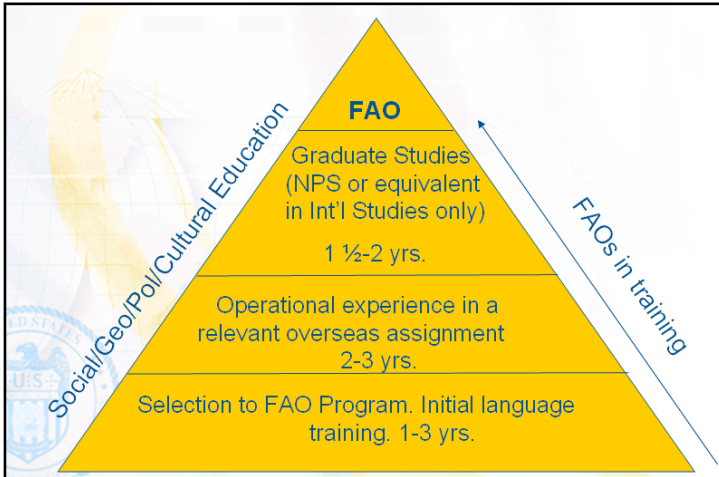 FAO
Graduate Studies
(NPS or equivalent
in Int'l Studies only)
1 ½-2 yrs.
Operational experience in a
relevant overseas assignment
2-3 yrs.
Selection to FAO Program. Initial language
training. 1-3 yrs.
Social/Geo/Pol/Cultural Education
FAOs in training